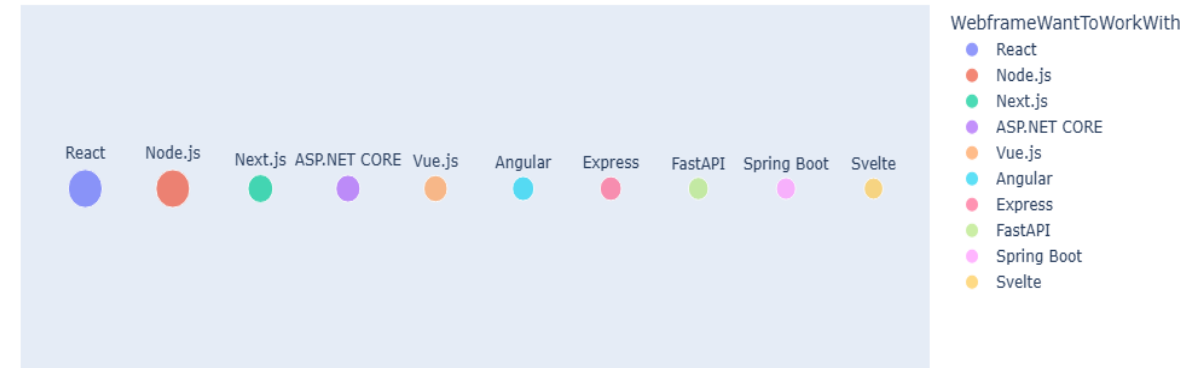 React Node.js Next.js ASP.NET CORE Vue.js Angular Express FastAPI Spring Boot Svelte
WebframeWantToWorkWith
React
Node.js
Next.js
ASP.NET CORE
Vue.js
Angular
Express
FastAPI
Spring Boot
Svelte